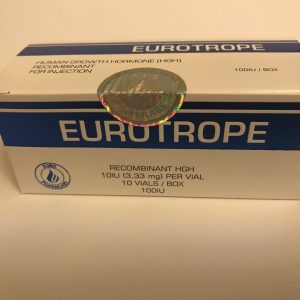 EUROTROPE
HUMAN GROWTH HORMONE (HGH)
RECOMBINANT
FOR INJECTION
100IU / BOX
EUROTROPE
RECOMBINANT HGH
10IU (3,33 mg) PER VIAL
10 VIALS / BOX
100IU